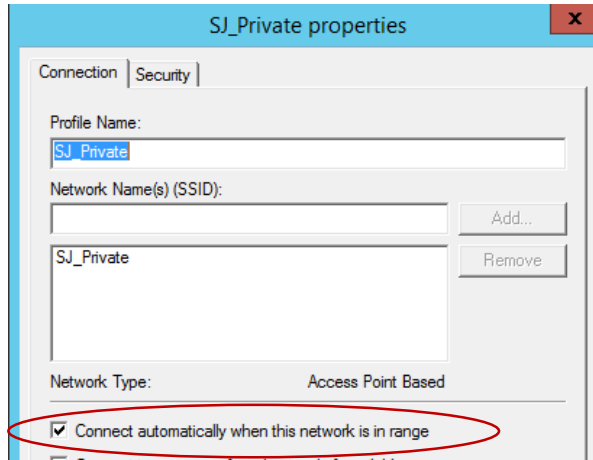 SJ_Private properties
x
Connection Security
Profile Name:
SJ_Private
Network Name(s) (SSID):
Add...
SJ_Private
Remove
Network Type: Access Point Based
Connect automatically when this network is in range